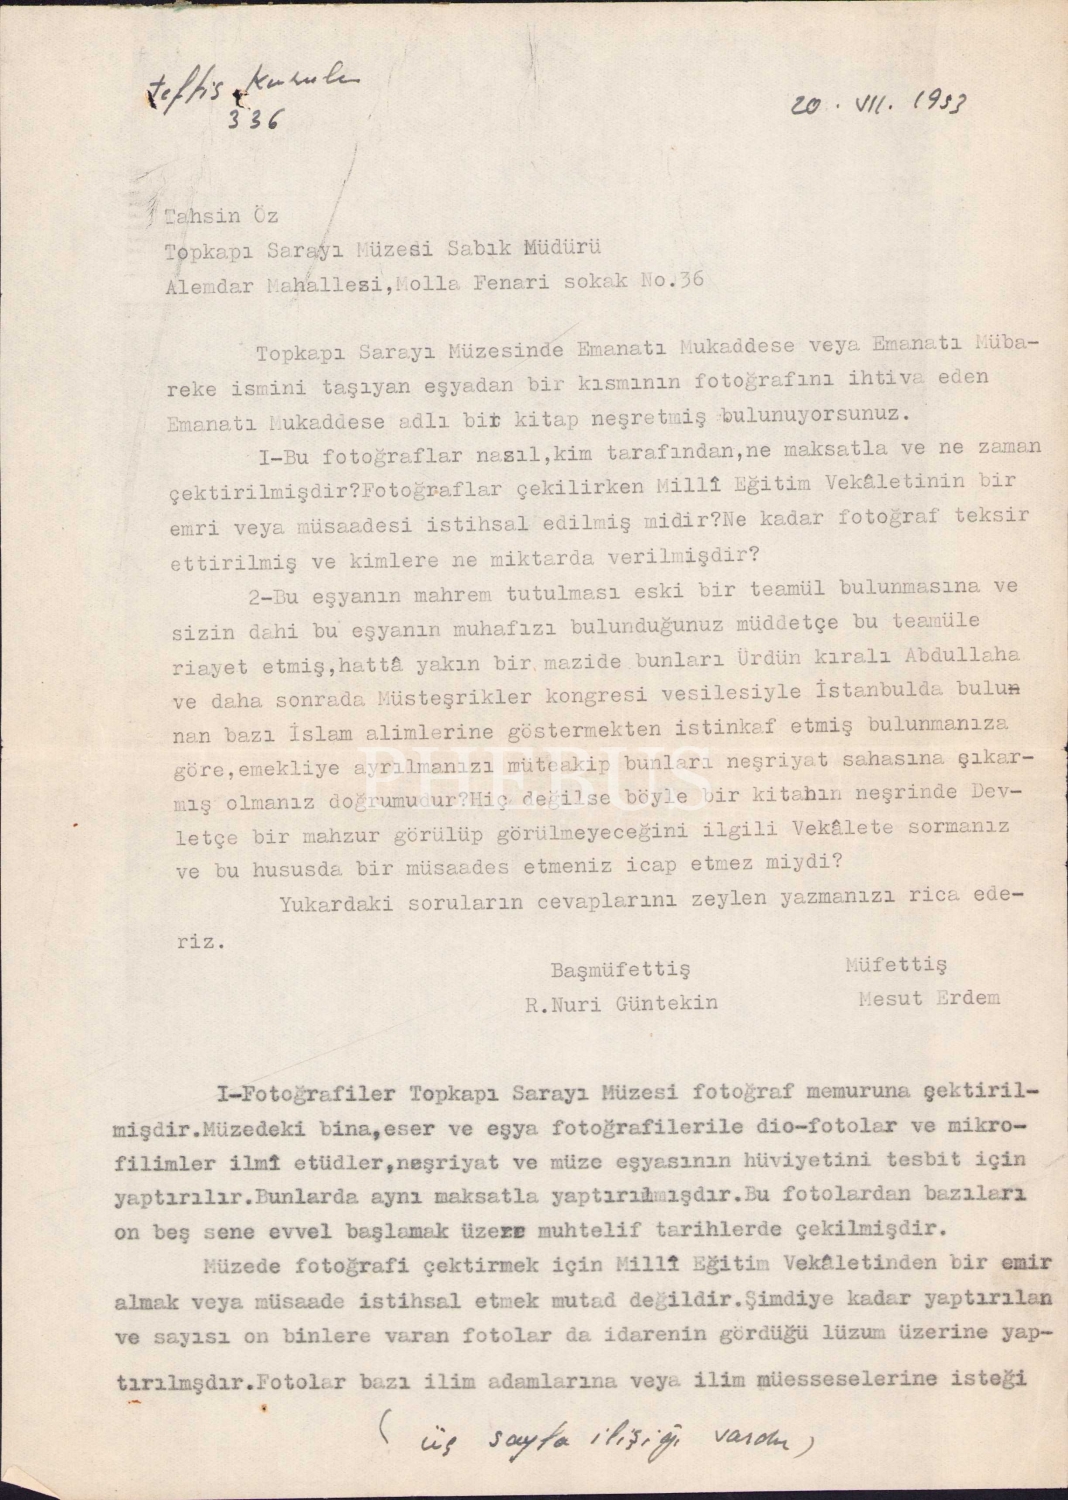 Teftiş Kurulu
336
20. VII. 1953
Tahsin Öz
Topkapı Sarayı Müzesi Sabık Müdürü
Alemdar Mahallesi,Molla Fenari sokak No.36
Topkapı Sarayı Müzesinde Emanatı Mukaddese veya Emanatı Müba-
reke ismini taşıyan eşyadan bir kısmının fotoğrafını ihtiva eden
Emanatı Mukaddese adlı bir kitap neşretmiş bulunuyorsunuz.
I-Bu fotoğraflar nasıl,kim tarafından,ne maksatla ve ne zaman
çektirilmişdir?Fotoğraflar çekilirken Millî Eğitim Vekâletinin bir
emri veya müsaadesi istihsal edilmiş midir?Ne kadar fotoğraf teksir
ettirilmiş ve kimlere ne miktarda verilmişdir?
2-Bu eşyanın mahrem tutulması eski bir teamül bulunmasına ve
sizin dahi bu eşyanın muhafızı bulunduğunuz müddetçe bu teamüle
riayet etmiş,hattâ yakın bir mazide bunları Ürdün kıralı Abdullaha
ve daha sonrada Müsteşrikler kongresi vesilesiyle İstanbulda bulun
nan bazı İslam alimlerine göstermekten istinkaf etmiş bulunmanıza
göre,emekliye ayrılmanızı müteakip bunları neşriyat sahasına çıkar-
mış olmanız doğrumudur?Hiç değilse böyle bir kitabın neşrinde Dev-
letçe bir mahzur görülüp görülmeyeceğini ilgili Vekâlete sormanız
ve bu hususda bir müsaades etmeniz icap etmez miydi?
Yukardaki soruların cevaplarını zeylen yazmanızı rica ede-
riz.
Başmüfettiş Müfettiş
R.Nuri Güntekin Mesut Erdem
I-Fotoğrafiler Topkapı Sarayı Müzesi fotoğraf memuruna çektiril-
mişdir.Müzedeki bina,eser ve eşya fotoğrafilerile dio-fotolar ve mikro-
filimler ilmî etüdler,neşriyat ve müze eşyasının hüviyetini tesbit için
yaptırılır.Bunlarda aynı maksatla yaptırılmışdır.Bu fotolardan bazıları
on beş sene evvel başlamak üzere muhtelif tarihlerde çekilmişdir.
Müzede fotoğrafi çektirmek için Millî Eğitim Vekâletinden bir emir
almak veya müsaade istihsal etmek mutad değildir.Şimdiye kadar yaptırılan
ve sayısı on binlere varan fotolar da idarenin gördüğü lüzum üzerine yap-
tırılmşdır.Fotolar bazı ilim adamlarına veya ilim müesseselerine isteği
(üç sayfa ilişiği vardır)
PHEBUS